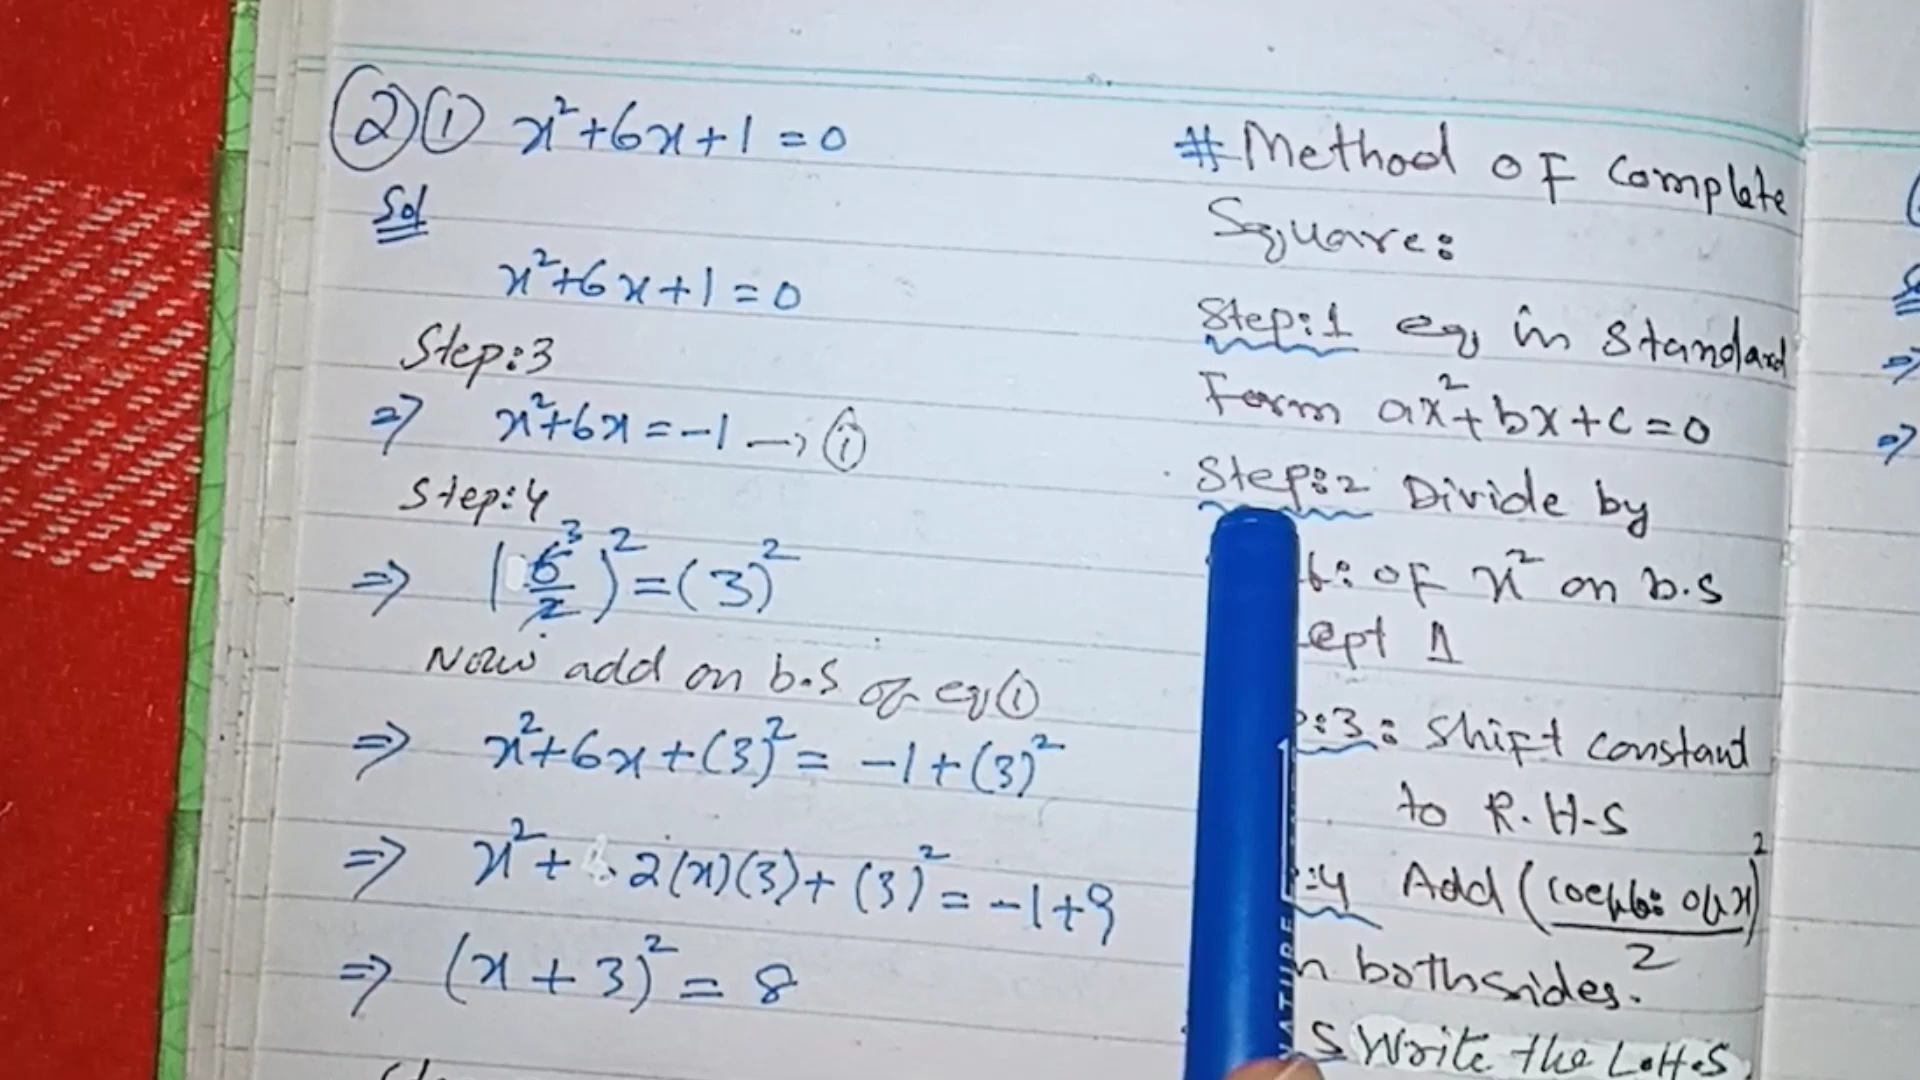 2 1 x²+6x+1=0
Sol
x²+6x+1=0
Step:3
⇒ x²+6x=-1 → i
Step:4
⇒ (6/2)² ³ =(3)²
Now add on b.s of eq i
⇒ x²+6x+(3)²= -1+(3)²
⇒ x²+ 2(x)(3)+(3)²= -1+9
⇒ (x+3)²= 8
# Method OF Complete
Square:
Step:1 eq in standard
Form ax²+bx+c=0
Step:2 Divide by
of x² on b.s
ept 1
:3: Shift constant
to R.H-S
:4 Add (coeff: of x/2)²
n bothsides.
5 Write the L.H.S
NATURE